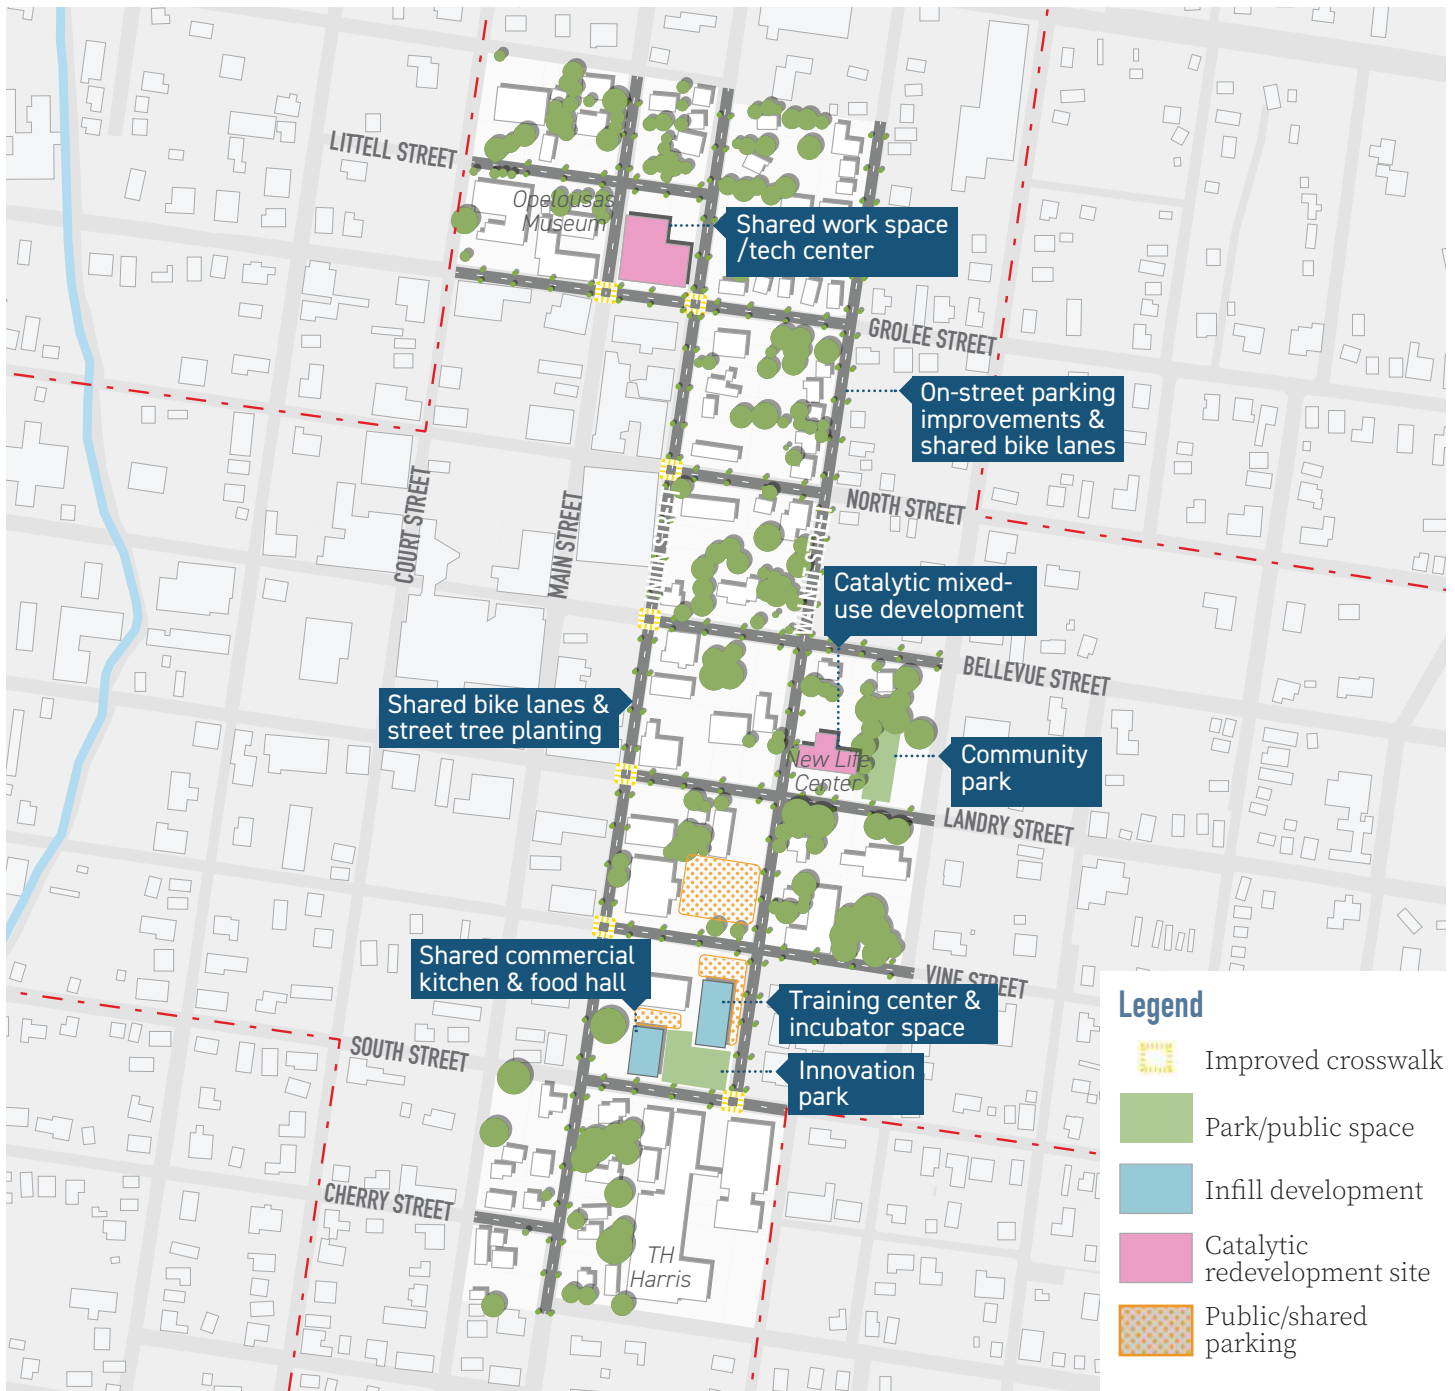 LITTELL STREET
Opelousas
Museum
Shared work space
/tech center
GROLEE STREET
On-street parking
improvements &
shared bike lanes
COURT STREET
MAIN STREET
UNION STREET
NORTH STREET
WALNUT STREET
Catalytic mixed-
use development
BELLEVUE STREET
Shared bike lanes &
street tree planting
New Life
Center
Community
park
LANDRY STREET
Shared commercial
kitchen & food hall
VINE STREET
Training center &
incubator space
SOUTH STREET
Innovation
park
CHERRY STREET
TH
Harris
Legend
Improved crosswalk
Park/public space
Infill development
Catalytic
redevelopment site
Public/shared
parking